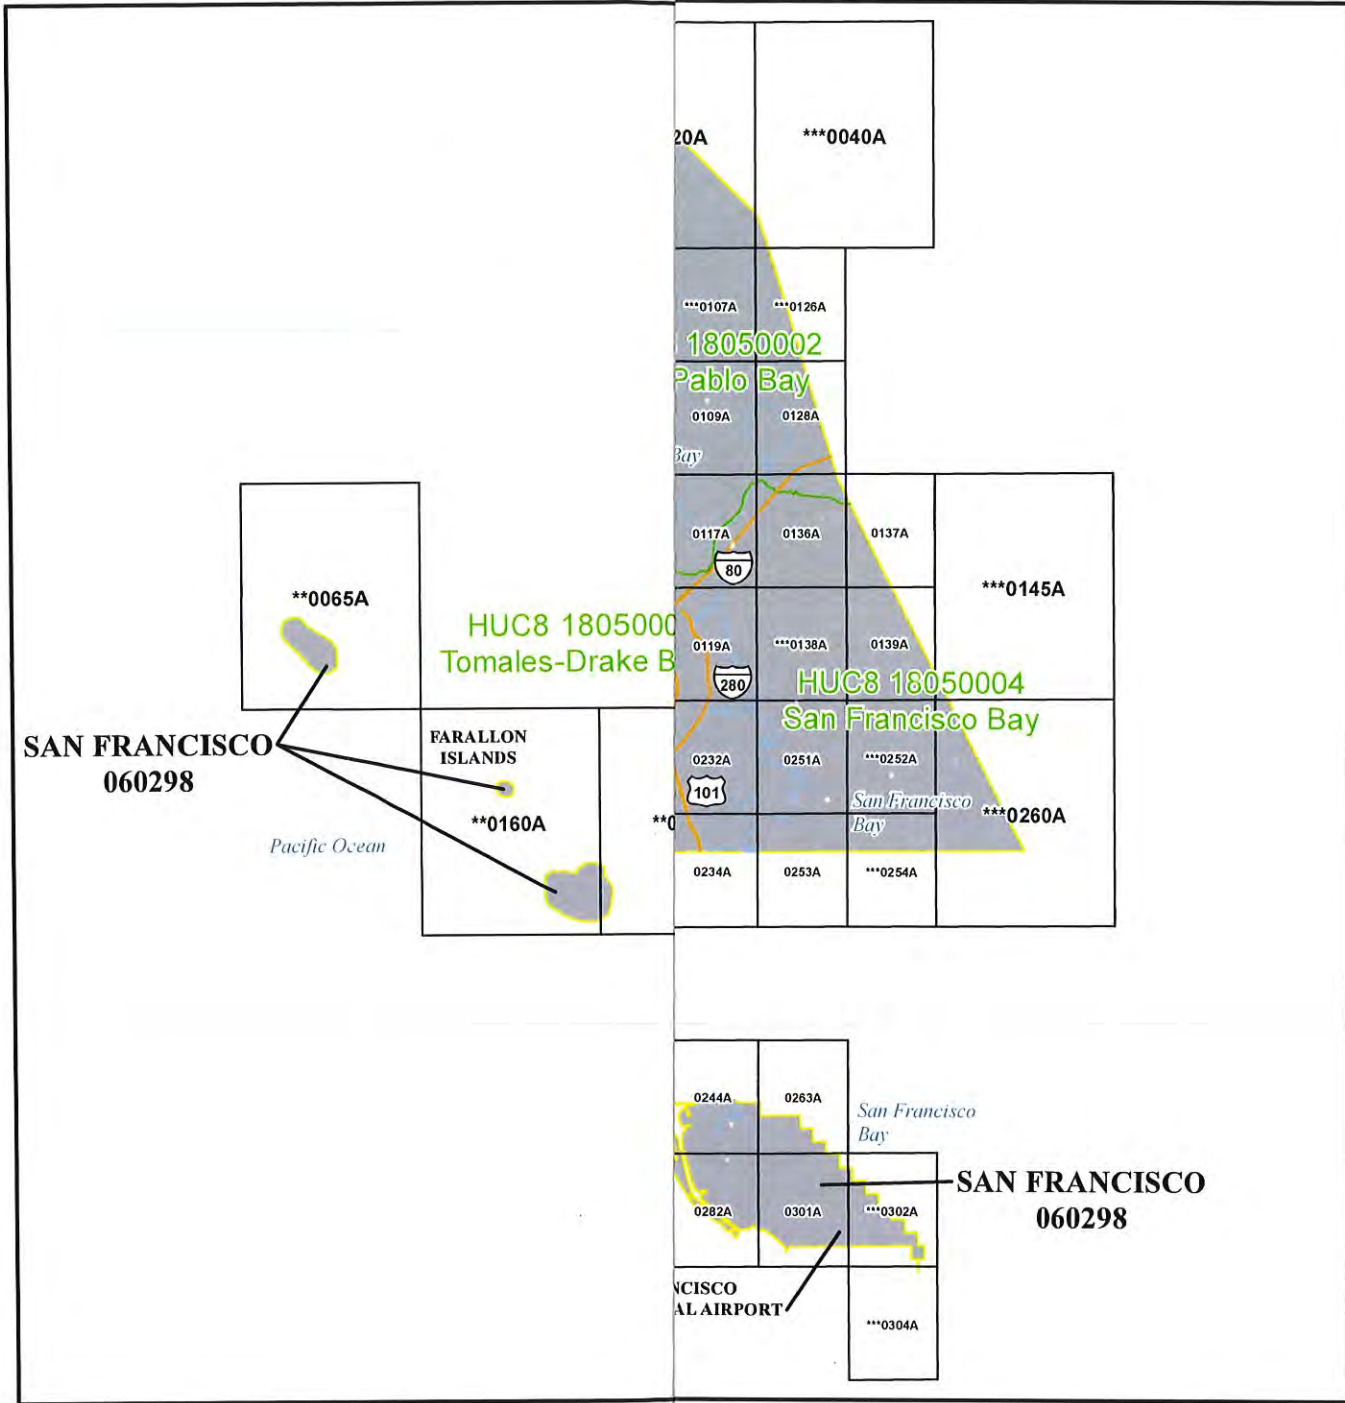 20A
***0040A
***0107A
***0126A
18050002
Pablo Bay
0109A
0128A
Bay
0117A
0136A
0137A
80
***0145A
**0065A
HUC8 1805000
Tomales-Drake B
0119A
***0138A
0139A
280
HUC8 18050004
San Francisco Bay
SAN FRANCISCO
060298
FARALLON
ISLANDS
0232A
0251A
***0252A
101
San Francisco
Bay
***0260A
**0160A
**0
Pacific Ocean
0234A
0253A
***0254A
0244A
0263A
San Francisco
Bay
SAN FRANCISCO
060298
0282A
0301A
***0302A
NCISCO
AL AIRPORT
***0304A